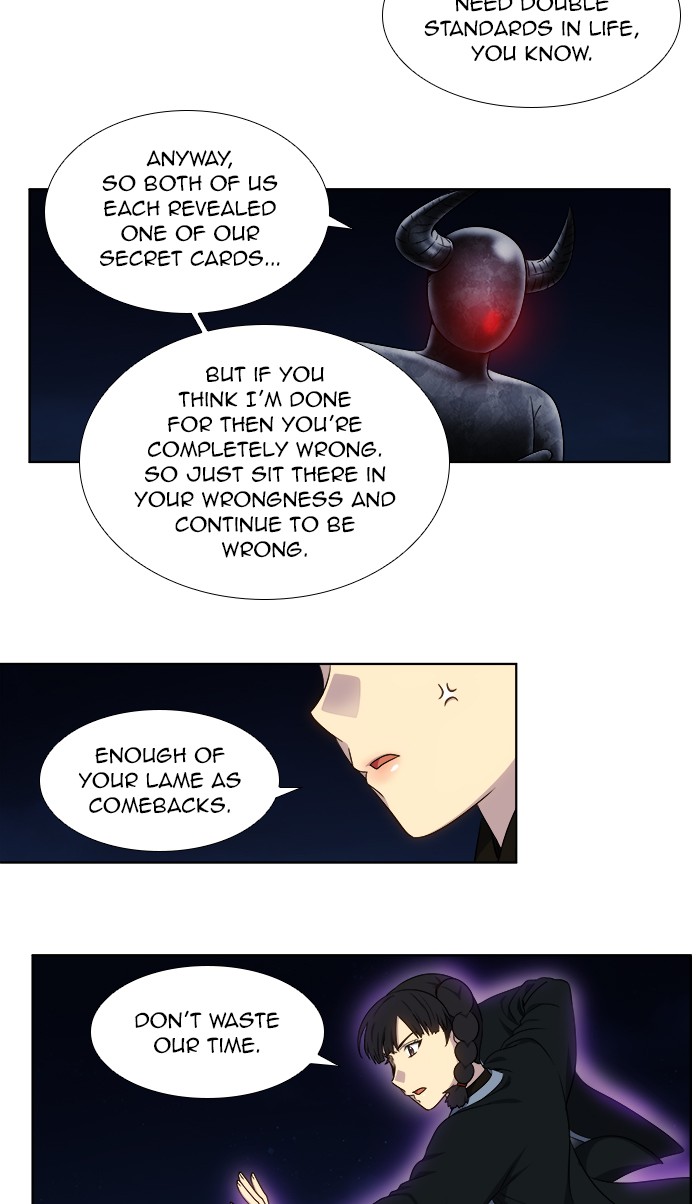 NEED DOUBLE
STANDARDS IN LIFE,
YOU KNOW.
ANYWAY,
SO BOTH OF US
EACH REVEALED
ONE OF OUR
SECRET CARDS...
BUT IF YOU
THINK I'M DONE
FOR THEN YOU'RE
COMPLETELY WRONG.
SO JUST SIT THERE IN
YOUR WRONGNESS AND
CONTINUE TO BE
WRONG.
ENOUGH OF
YOUR LAME AS
COMEBACKS.
DON'T WASTE
OUR TIME.